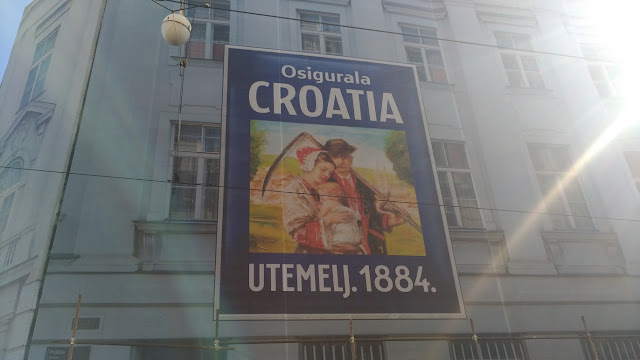 Osigurala
CROATIA
UTEMELJ. 1884.